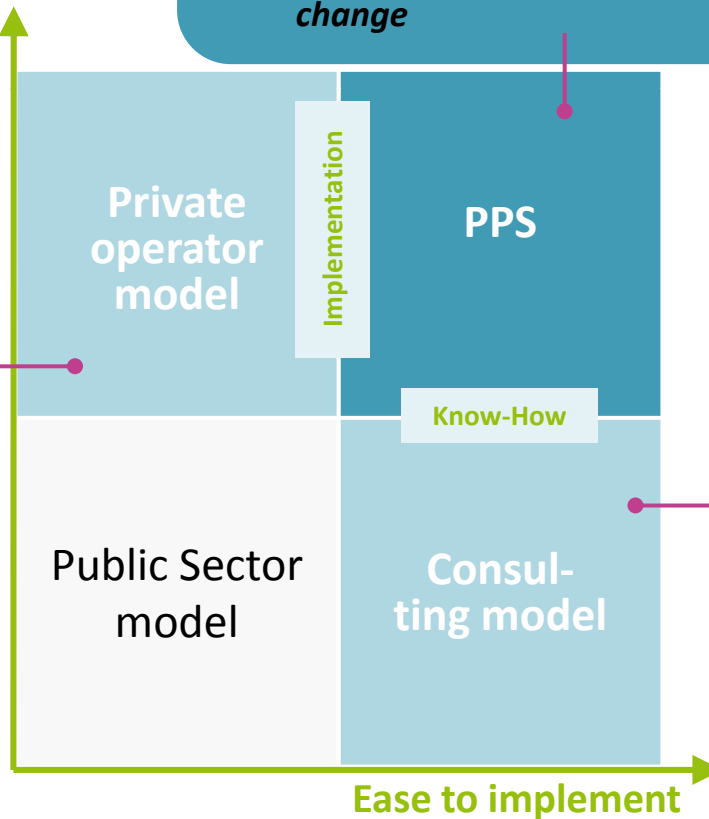 change
Private
operator
model
Implementation
PPS
Know-How
Public Sector
model
Consul-
ting model
Ease to implement